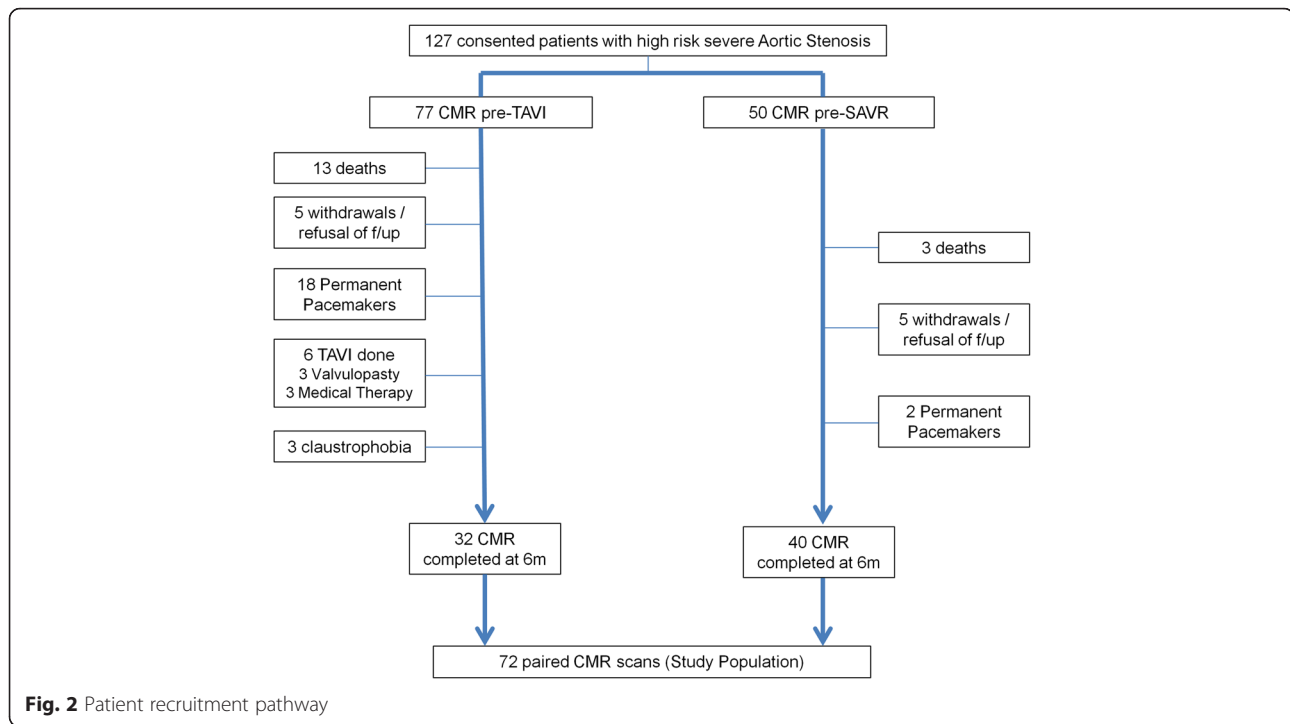 127 consented patients with high risk severe Aortic Stenosis
77 CMR pre-TAVI
50 CMR pre-SAVR
13 deaths
5 withdrawals /
refusal of f/up
18 Permanent
Pacemakers
6 TAVI done
3 Valvulopasty
3 Medical Therapy
3 claustrophobia
3 deaths
5 withdrawals /
refusal of f/up
2 Permanent
Pacemakers
32 CMR
completed at 6m
40 CMR
completed at 6m
72 paired CMR scans (Study Population)
Fig. 2 Patient recruitment pathway